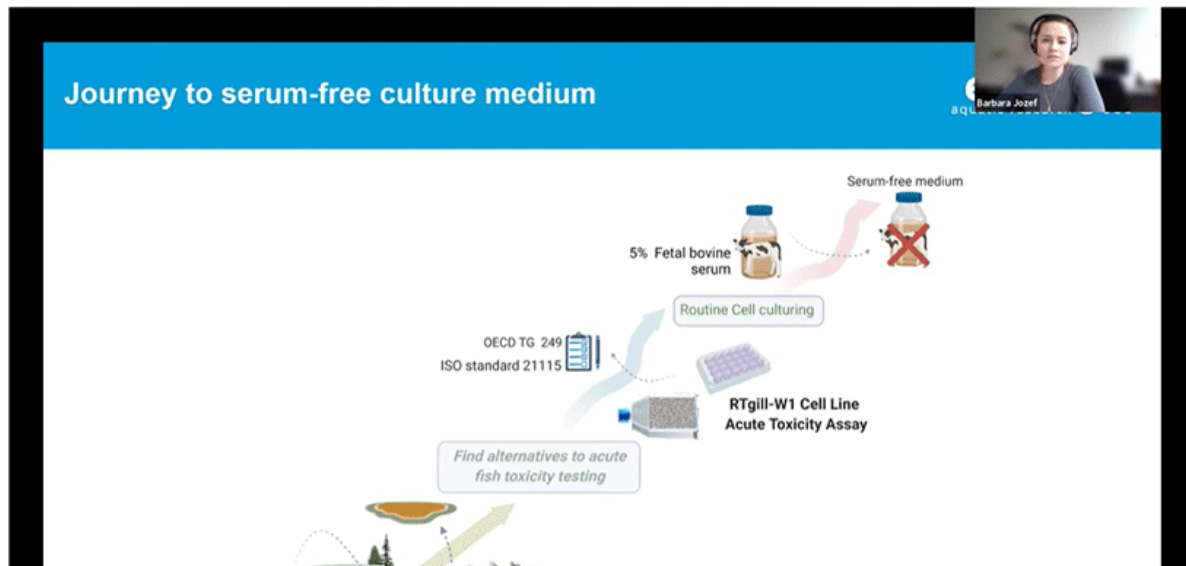 Journey to serum-free culture medium
Barbara Jozef
Serum-free medium
5% Fetal bovine
serum
Routine Cell culturing
OECD TG 249
ISO standard 21115
RTgill-W1 Cell Line
Acute Toxicity Assay
Find alternatives to acute
fish toxicity testing